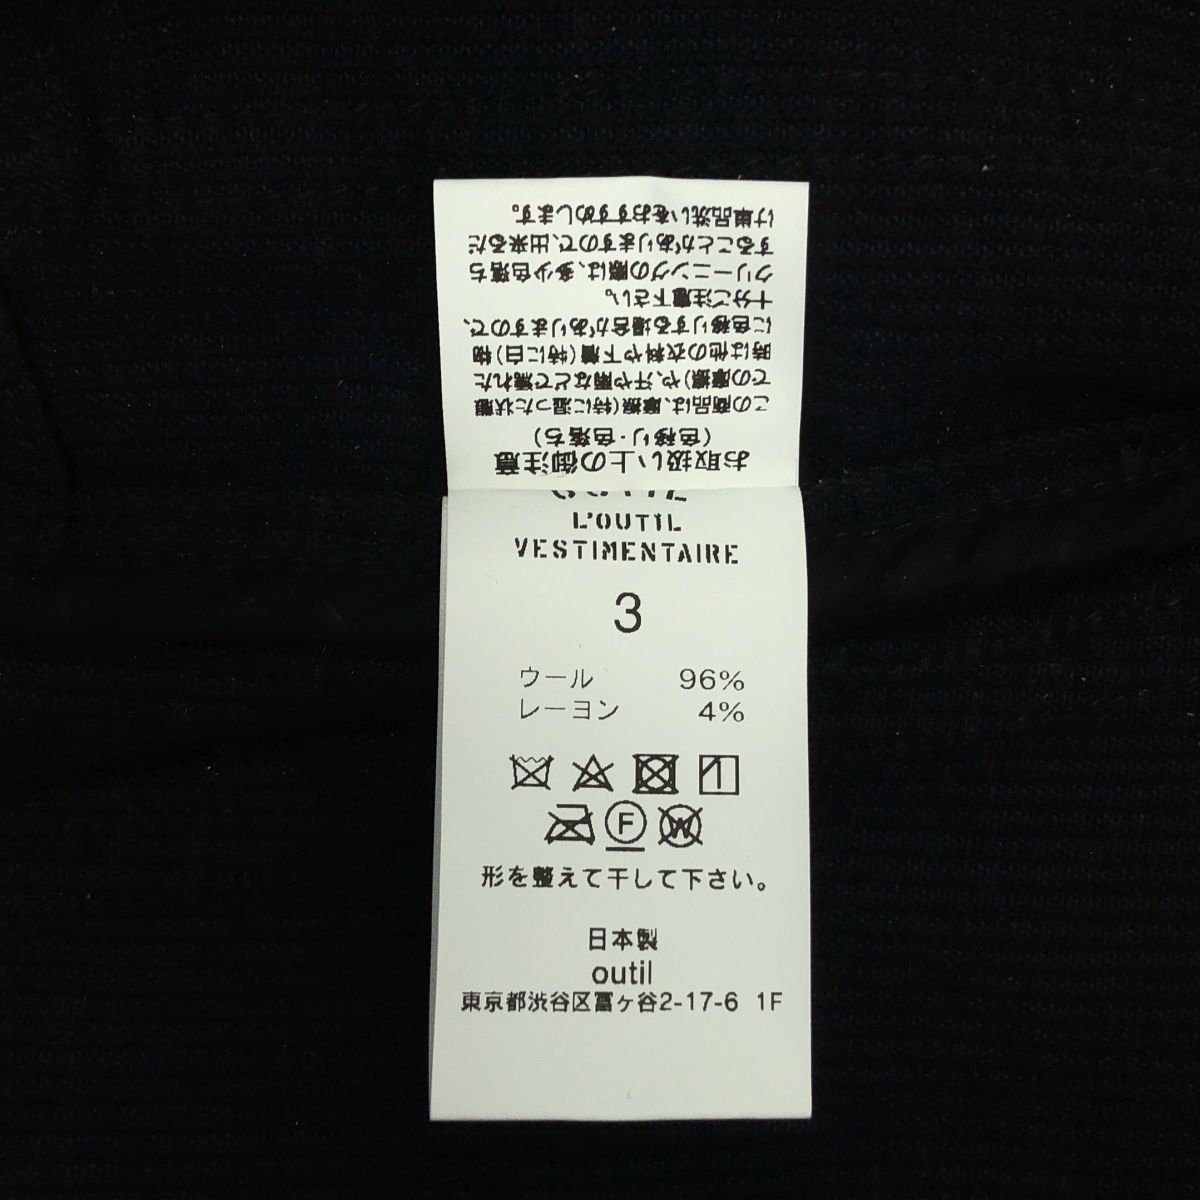 お取扱い上の御注意
(色移り・色落ち)
この商品は、摩擦(特に湿った状態
での摩擦)や、汗や雨などで濡れた
時は他の衣料や下着(特に白)物
に色移りする場合がありますので、
十分ご注意下さい。
クリーニングの際は、多少色落ち
することがありますので、出来るだ
け単品洗いをおすすめします。
L'OUTIL
VESTIMENTAIRE
3
ウール 96%
レーヨン 4%
F W
形を整えて干して下さい。
日本製
outil
東京都渋谷区富ヶ谷2-17-6 1F